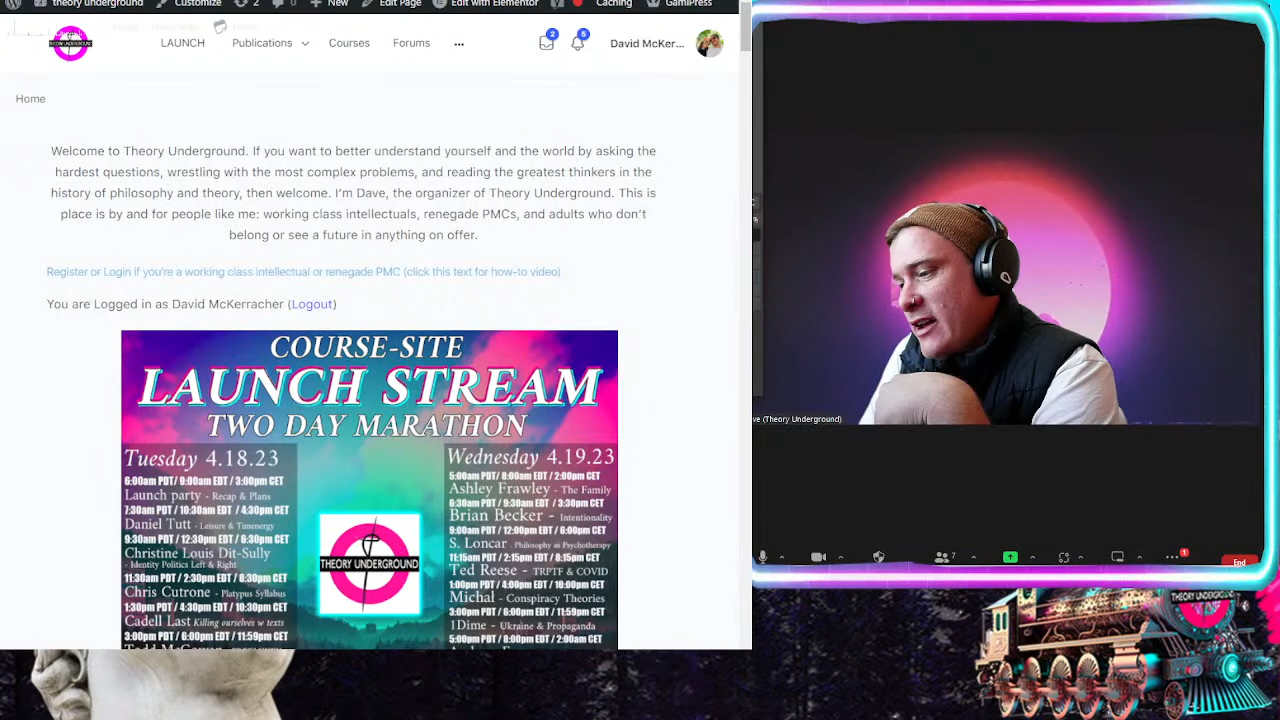 theory underground
Customize
2
0
New
Edit Page
Edit with Elementor
Caching
GamiPress
LAUNCH
Publications
Courses
Forums
...
2
5
David McKer...
Home
Welcome to Theory Underground. If you want to better understand yourself and the world by asking the
hardest questions, wrestling with the most complex problems, and reading the greatest thinkers in the
history of philosophy and theory, then welcome. I'm Dave, the organizer of Theory Underground. This is
place is by and for people like me: working class intellectuals, renegade PMCs, and adults who don't
belong or see a future in anything on offer.
Register or Login if you're a working class intellectual or renegade PMC (click this text for how-to video)
You are Logged in as David McKerracher (Logout)
COURSE-SITE
LAUNCH STREAM
TWO DAY MARATHON
Tuesday 4.18.23
6:00am PDT/ 9:00am EDT / 3:00pm CET
Launch party - Recap & Plans
7:30am PDT / 10:30am EDT / 4:30pm CET
Daniel Tutt - Leisure & Timenergy
9:30am PDT / 12:30pm EDT / 6:30pm CET
Christine Louis Dit-Sully
- Identity Politics Left & Right
11:30am PDT / 2:30pm EDT / 8:30pm CET
Chris Cutrone - Platypus Syllabus
1:30pm PDT / 4:30pm EDT / 10:30pm CET
Cadell Last Killing ourselves w texts
3:00pm PDT / 6:00pm EDT / 11:59pm CET
Wednesday 4.19.23
5:00am PDT/ 8:00am EDT / 2:00pm CET
Ashley Frawley - The Family
6:30am PDT / 9:30am EDT / 3:30pm CET
Brian Becker - Intentionality
9:00am PDT / 12:00pm EDT / 6:00pm CET
S. Loncar - Philosophy as Psychotherapy
11:15am PDT / 2:15pm EDT / 8:15pm CET
Ted Reese - TRPTF & COVID
1:00pm PDT / 4:00pm EDT / 10:00pm CET
Michal - Conspiracy Theories
3:00pm PDT / 6:00pm EDT / 11:59pm CET
1Dime - Ukraine & Propaganda
5:00pm PDT / 8:00pm EDT / 2:00am CET
THEORY UNDERGROUND
(Theory Underground)
7
1
End
THEORY UNDERGROUND